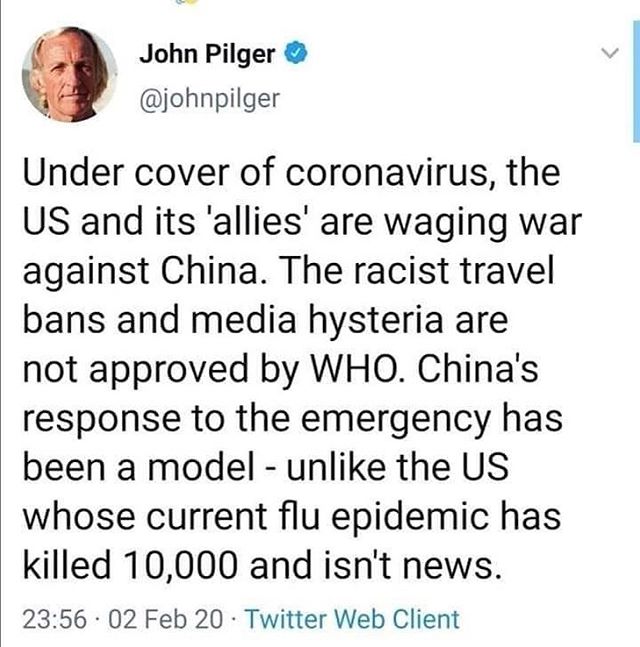 John Pilger
@johnpilger
Under cover of coronavirus, the
US and its 'allies' are waging war
against China. The racist travel
bans and media hysteria are
not approved by WHO. China's
response to the emergency has
been a model - unlike the US
whose current flu epidemic has
killed 10,000 and isn't news.
23:56 · 02 Feb 20 · Twitter Web Client